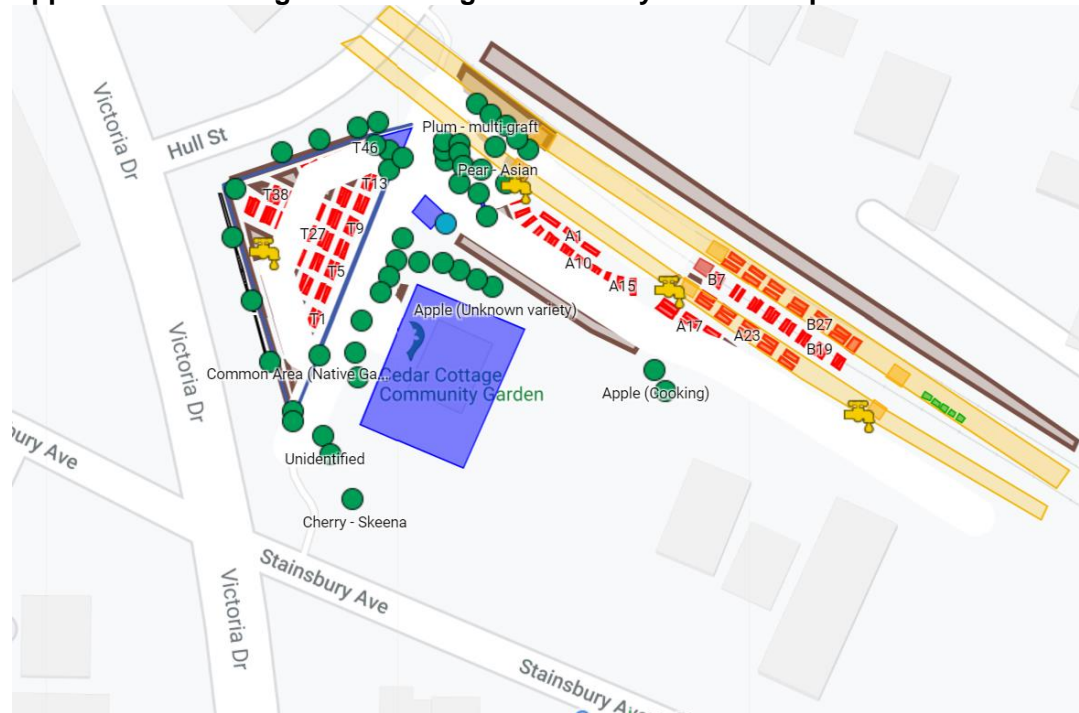 Victoria Dr
Hull St
Plum - multi-graft
T46
Pear - Asian
T13
T38
T9
T27
A1
T5
A10
A15
B7
Apple (Unknown variety)
T1
A17
B27
A23
B19
Common Area (Native Ga...
Cedar Cottage
Community Garden
Apple (Cooking)
Victoria Dr
bury Ave
Unidentified
Cherry - Skeena
Stainsbury Ave
Victoria Dr
Stainsbury Av